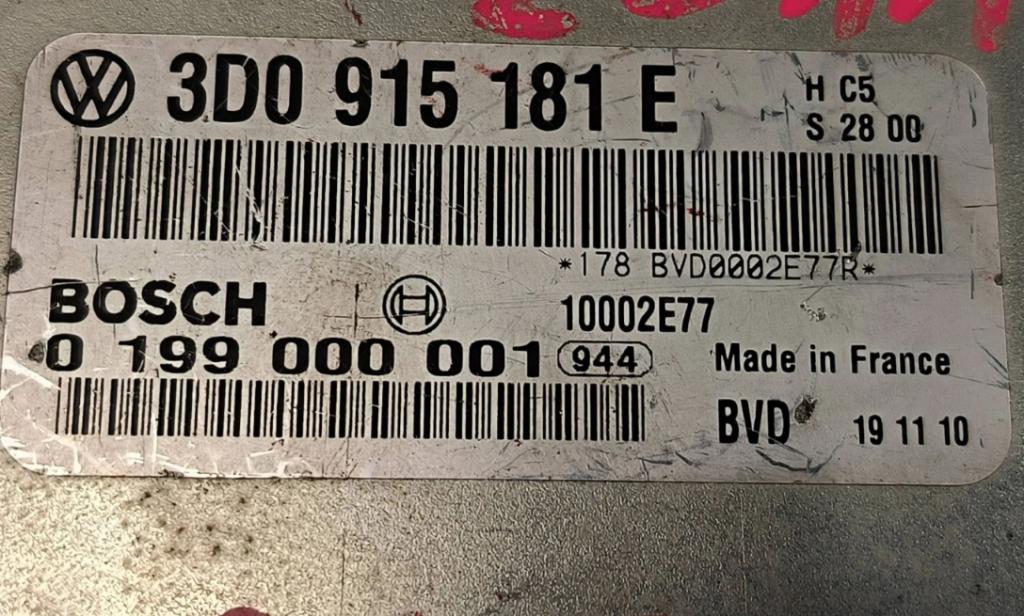 3D0 915 181 E
H C5
S 28 00
*178 BVD0002E77R*
BOSCH
10002E77
0 199 000 001 944
Made in France
BVD 19 11 10